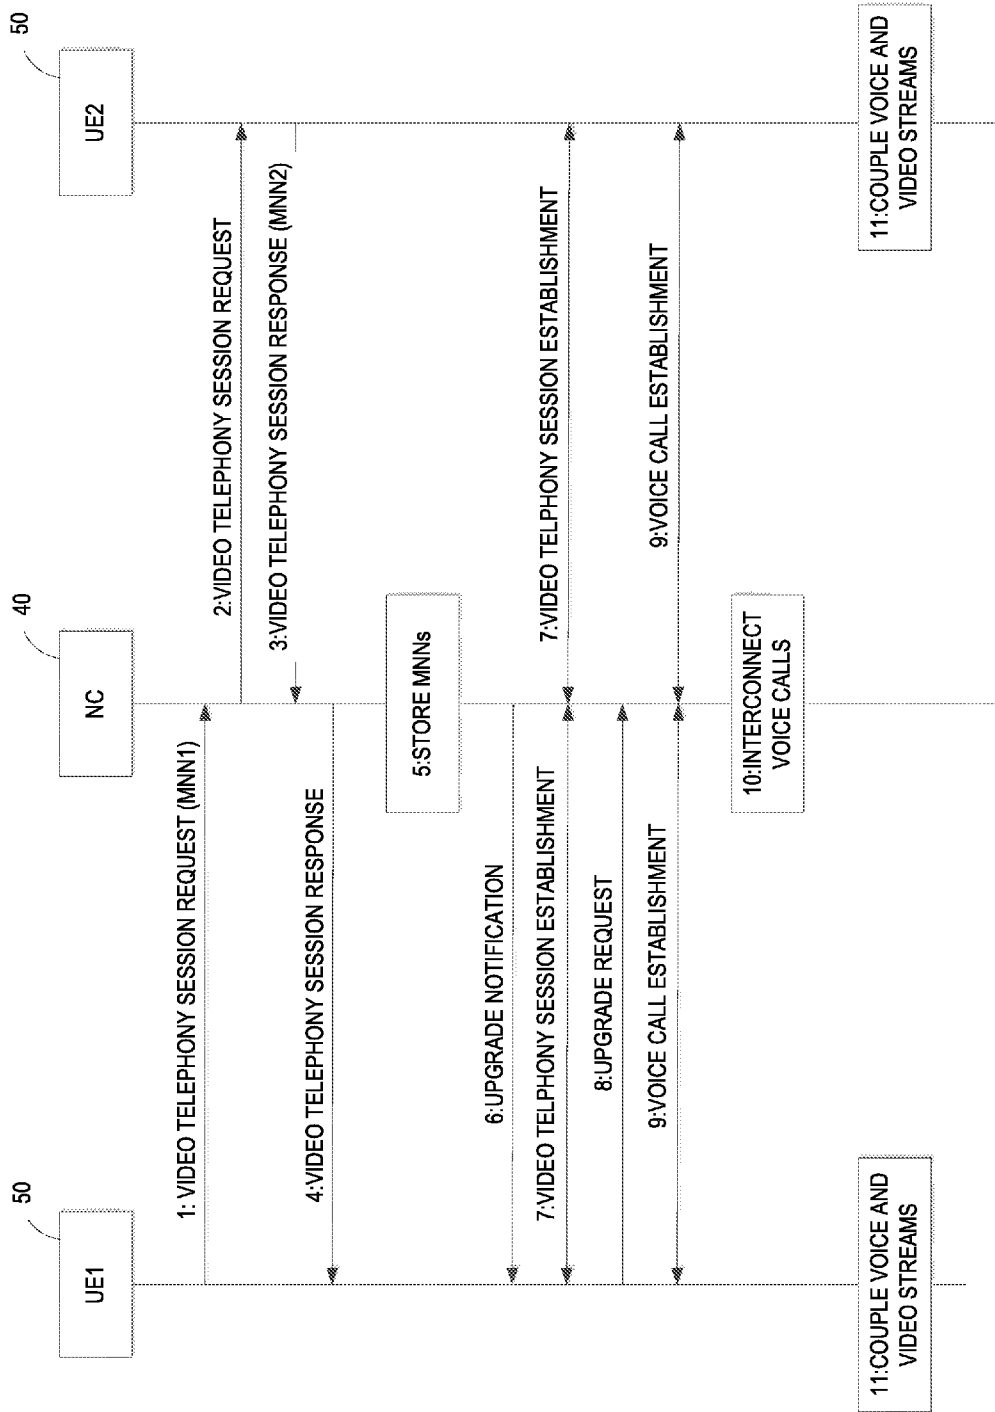 50
UE1
40
NC
50
UE2
1: VIDEO TELEPHONY SESSION REQUEST (MNN1)
2:VIDEO TELEPHONY SESSION REQUEST
3:VIDEO TELEPHONY SESSION RESPONSE (MNN2)
4:VIDEO TELEPHONY SESSION RESPONSE
5:STORE MNNs
6:UPGRADE NOTIFICATION
7:VIDEO TELPHONY SESSION ESTABLISHMENT
7:VIDEO TELEPHONY SESSION ESTABLISHMENT
8:UPGRADE REQUEST
9:VOICE CALL ESTABLISHMENT
9:VOICE CALL ESTABLISHMENT
10:INTERCONNECT
VOICE CALLS
11:COUPLE VOICE AND
VIDEO STREAMS
11:COUPLE VOICE AND
VIDEO STREAMS